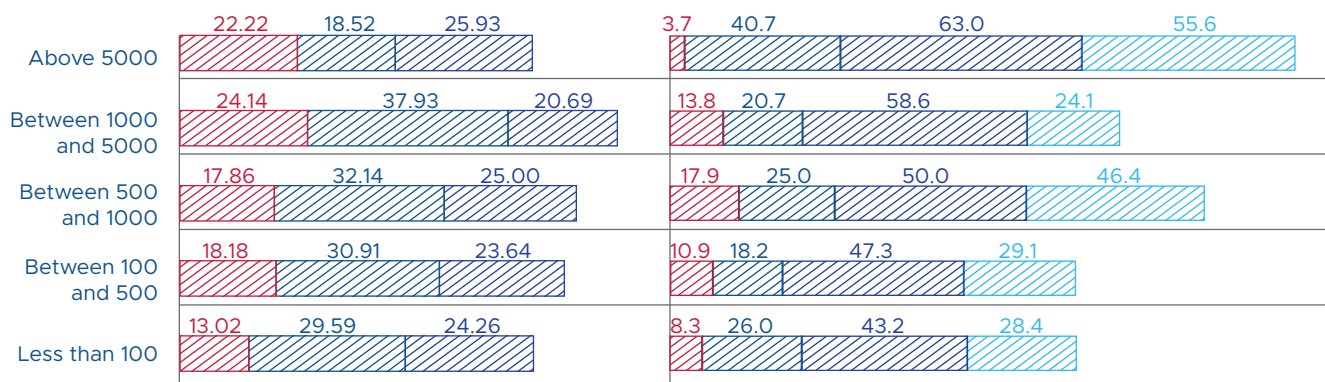 22.22 18.52 25.93 3.7 40.7 63.0 55.6
Above 5000
24.14 37.93 20.69 13.8 20.7 58.6 24.1
Between 1000
and 5000
17.86 32.14 25.00 17.9 25.0 50.0 46.4
Between 500
and 1000
18.18 30.91 23.64 10.9 18.2 47.3 29.1
Between 100
and 500
13.02 29.59 24.26 8.3 26.0 43.2 28.4
Less than 100